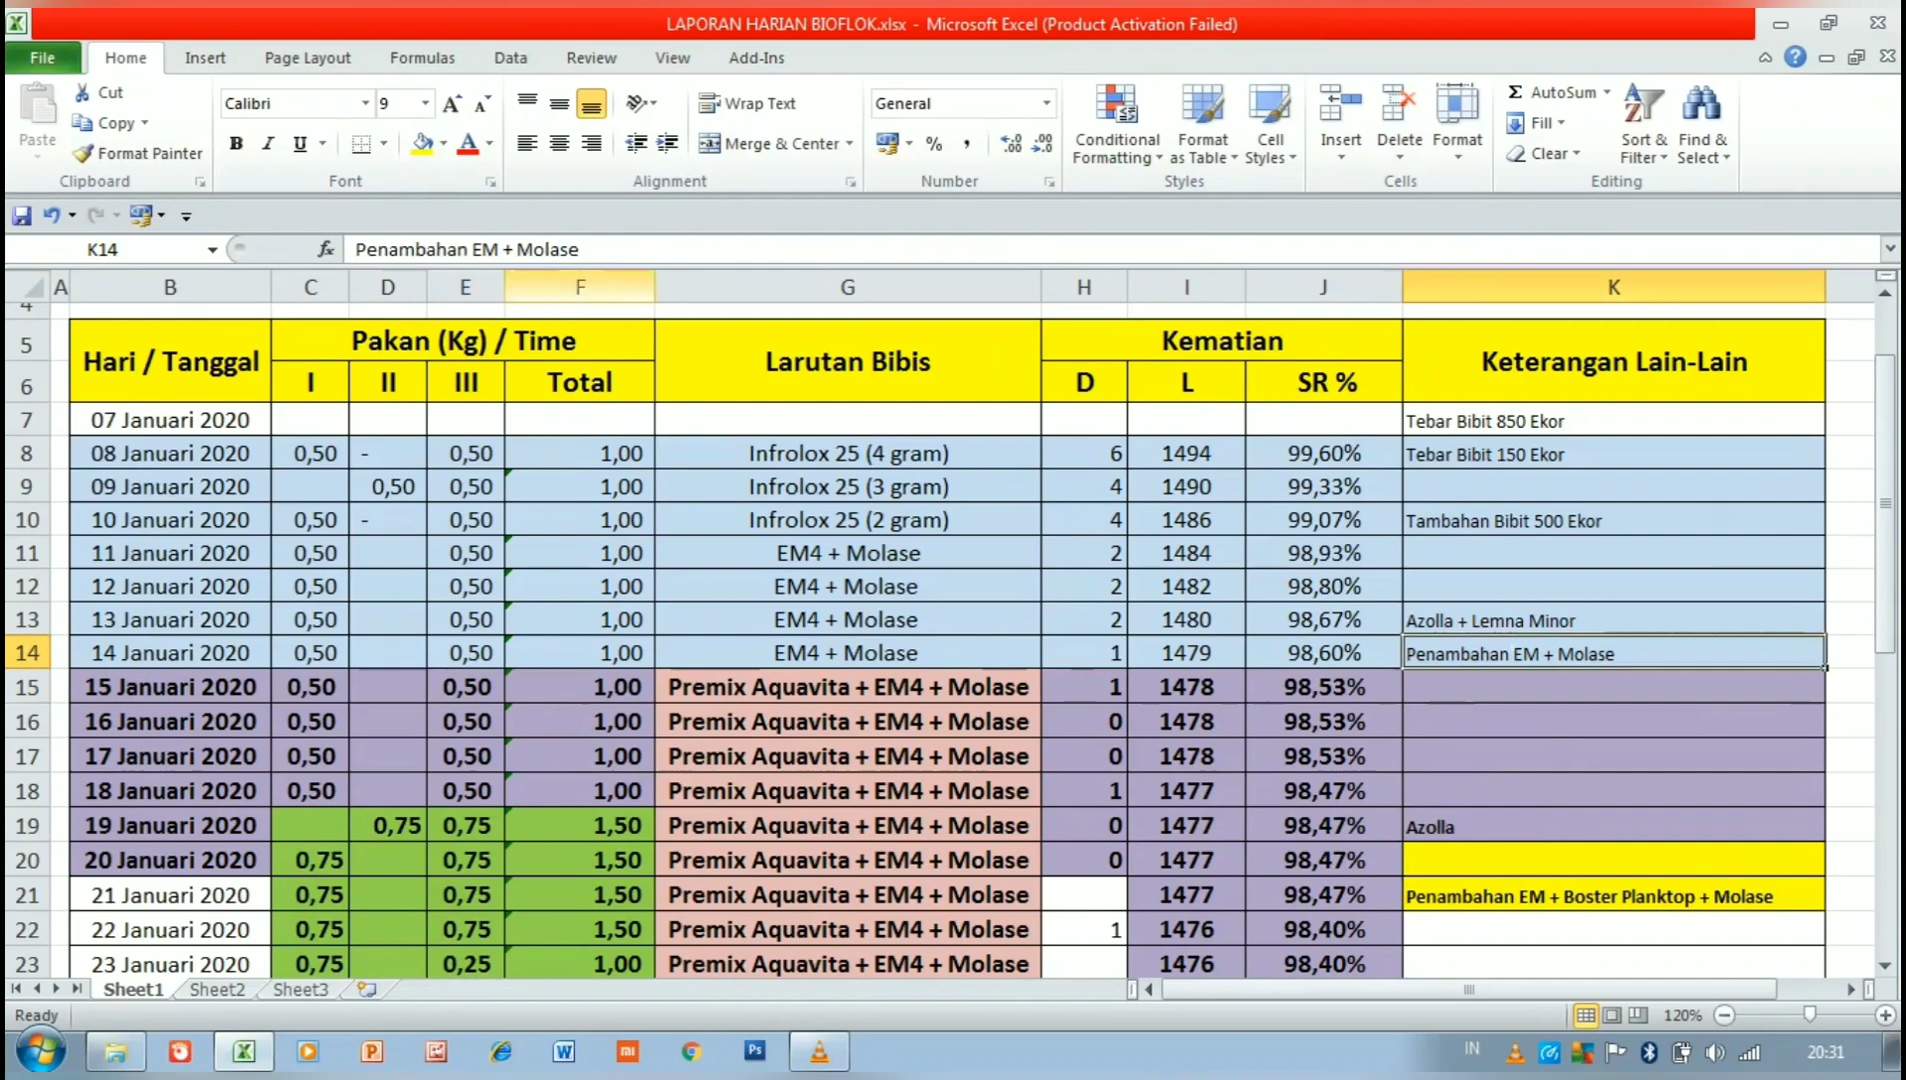 LAPORAN HARIAN BIOFLOK.xlsx - Microsoft Excel (Product Activation Failed)
File Home Insert Page Layout Formulas Data Review View Add-Ins
Paste
Cut
Copy
Format Painter
Clipboard
Calibri 9
B I U
Font
Wrap Text
Merge & Center
Alignment
General
%
Number
Conditional Formatting
Format as Table
Cell Styles
Styles
Insert Delete Format
Cells
Σ AutoSum
Fill
Clear
Sort & Filter
Find & Select
Editing
K14 fx Penambahan EM + Molase
A B C D E F G H I J K
4
5 Hari / Tanggal Pakan (Kg) / Time Larutan Bibis Kematian Keterangan Lain-Lain
6 I II III Total D L SR %
7 07 Januari 2020 Tebar Bibit 850 Ekor
8 08 Januari 2020 0,50 - 0,50 1,00 Infrolox 25 (4 gram) 6 1494 99,60% Tebar Bibit 150 Ekor
9 09 Januari 2020 0,50 0,50 1,00 Infrolox 25 (3 gram) 4 1490 99,33%
10 10 Januari 2020 0,50 - 0,50 1,00 Infrolox 25 (2 gram) 4 1486 99,07% Tambahan Bibit 500 Ekor
11 11 Januari 2020 0,50 0,50 1,00 EM4 + Molase 2 1484 98,93%
12 12 Januari 2020 0,50 0,50 1,00 EM4 + Molase 2 1482 98,80%
13 13 Januari 2020 0,50 0,50 1,00 EM4 + Molase 2 1480 98,67% Azolla + Lemna Minor
14 14 Januari 2020 0,50 0,50 1,00 EM4 + Molase 1 1479 98,60% Penambahan EM + Molase
15 15 Januari 2020 0,50 0,50 1,00 Premix Aquavita + EM4 + Molase 1 1478 98,53%
16 16 Januari 2020 0,50 0,50 1,00 Premix Aquavita + EM4 + Molase 0 1478 98,53%
17 17 Januari 2020 0,50 0,50 1,00 Premix Aquavita + EM4 + Molase 0 1478 98,53%
18 18 Januari 2020 0,50 0,50 1,00 Premix Aquavita + EM4 + Molase 1 1477 98,47%
19 19 Januari 2020 0,75 0,75 1,50 Premix Aquavita + EM4 + Molase 0 1477 98,47% Azolla
20 20 Januari 2020 0,75 0,75 1,50 Premix Aquavita + EM4 + Molase 0 1477 98,47%
21 21 Januari 2020 0,75 0,75 1,50 Premix Aquavita + EM4 + Molase 1477 98,47% Penambahan EM + Boster Planktop + Molase
22 22 Januari 2020 0,75 0,75 1,50 Premix Aquavita + EM4 + Molase 1 1476 98,40%
23 23 Januari 2020 0,75 0,25 1,00 Premix Aquavita + EM4 + Molase 1476 98,40%
Sheet1 Sheet2 Sheet3
Ready 120%
IN 20:31